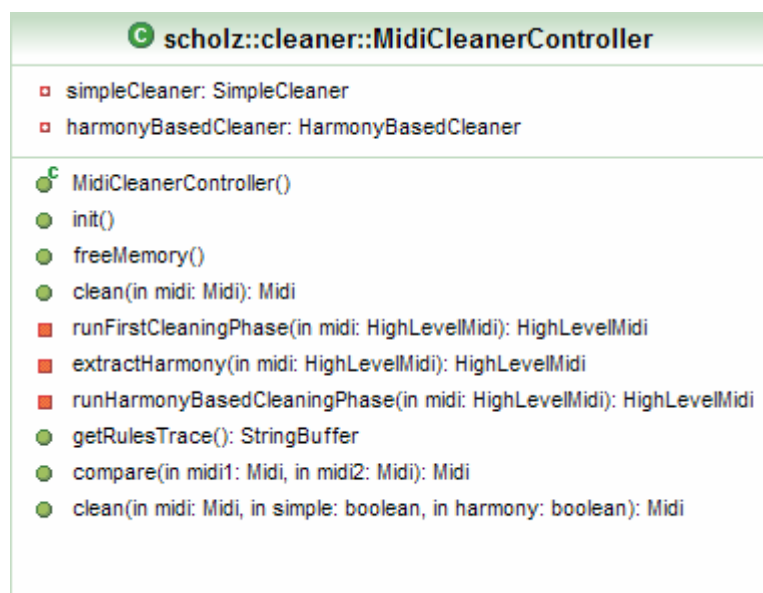 C scholz::cleaner::MidiCleanerController
simpleCleaner: SimpleCleaner
harmonyBasedCleaner: HarmonyBasedCleaner
C MidiCleanerController()
init()
freeMemory()
clean(in midi: Midi): Midi
runFirstCleaningPhase(in midi: HighLevelMidi): HighLevelMidi
extractHarmony(in midi: HighLevelMidi): HighLevelMidi
runHarmonyBasedCleaningPhase(in midi: HighLevelMidi): HighLevelMidi
getRulesTrace(): StringBuffer
compare(in midi1: Midi, in midi2: Midi): Midi
clean(in midi: Midi, in simple: boolean, in harmony: boolean): Midi